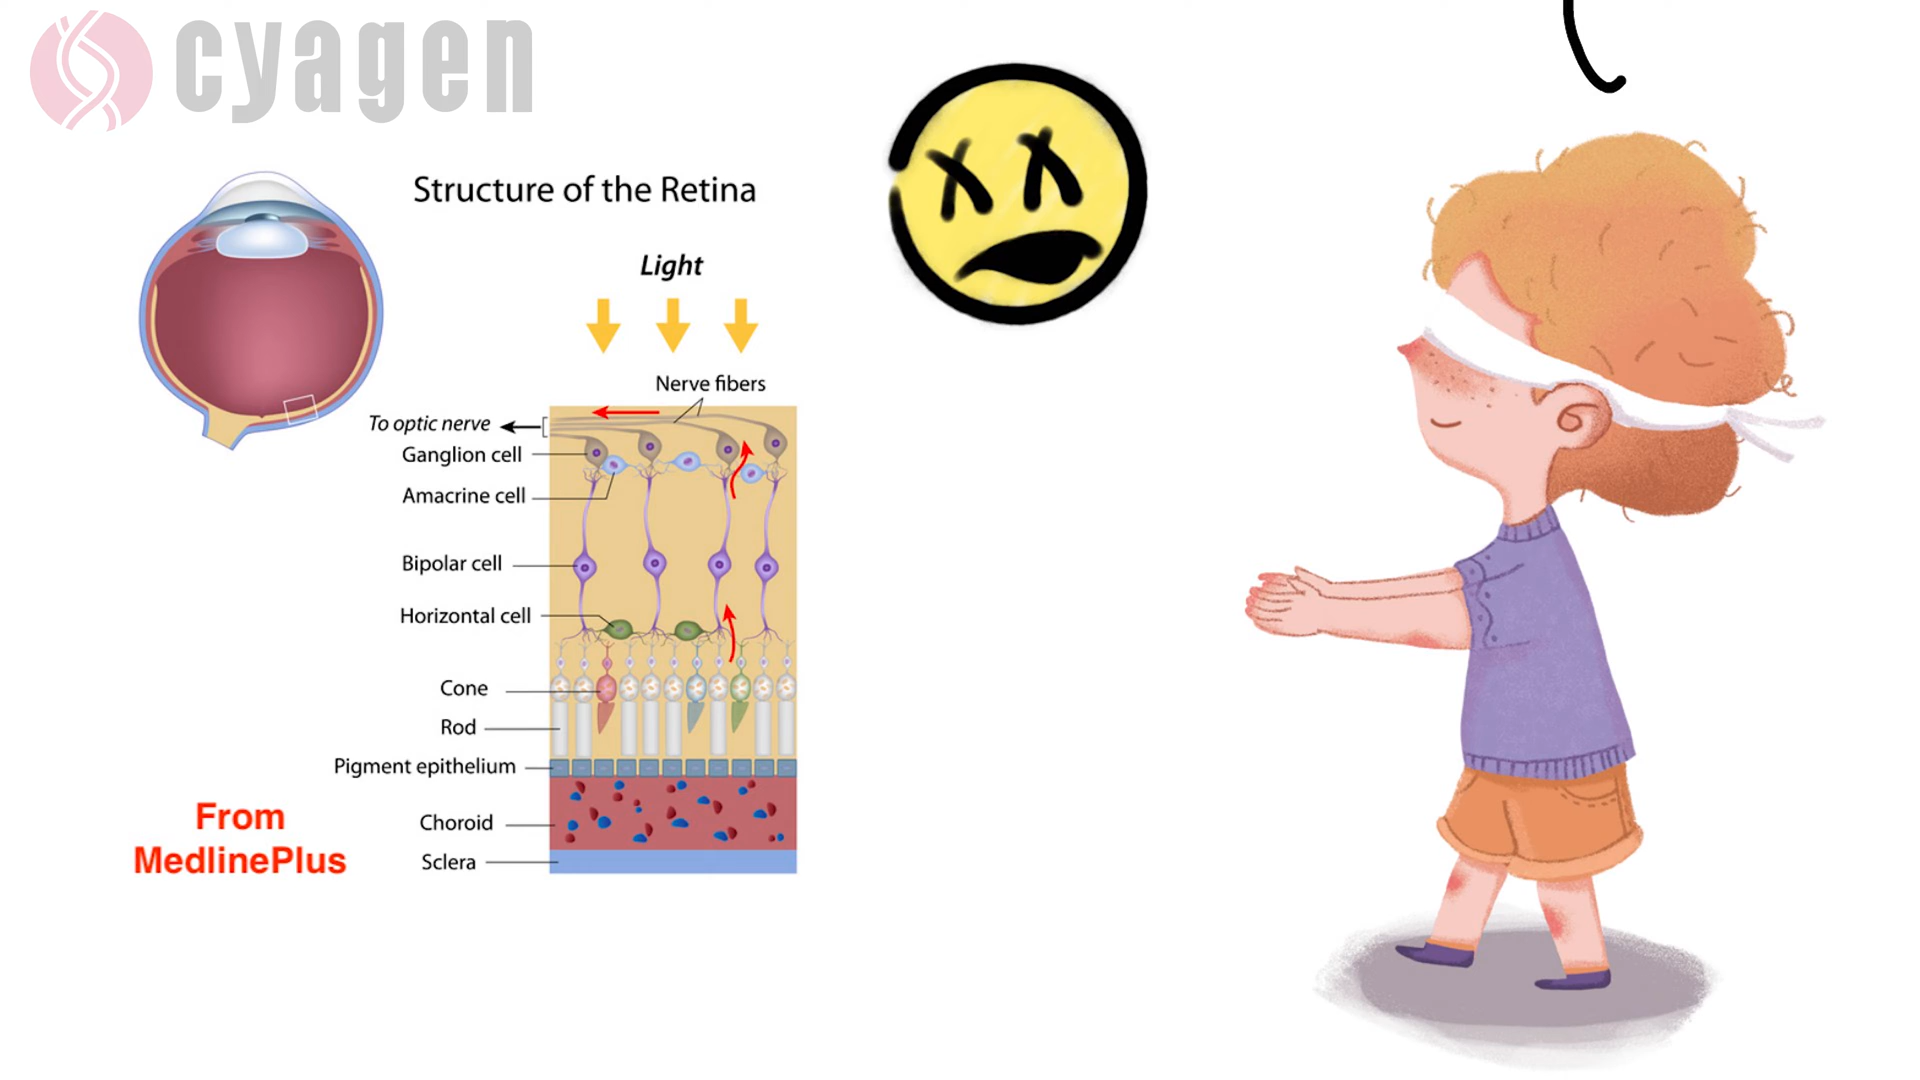 cyagen
Structure of the Retina
Light
Nerve fibers
To optic nerve
Ganglion cell
Amacrine cell
Bipolar cell
Horizontal cell
Cone
Rod
Pigment epithelium
Choroid
Sclera
From
MedlinePlus